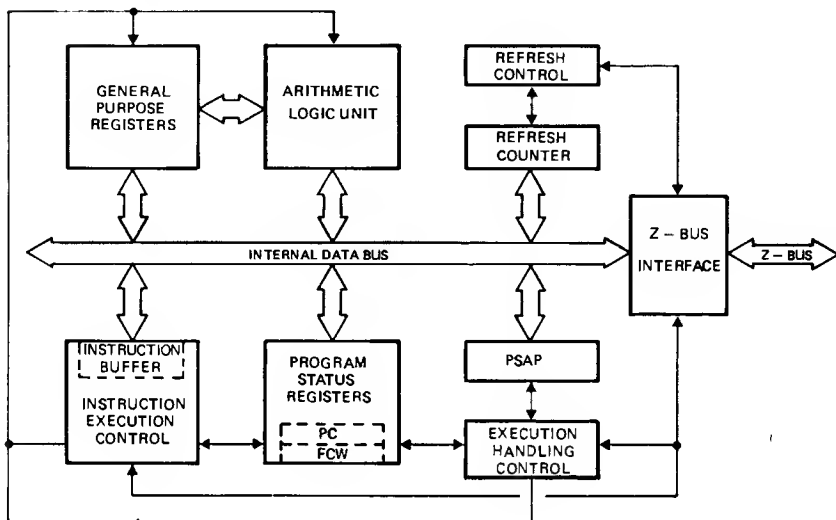 GENERAL
PURPOSE
REGISTERS
ARITHMETIC
LOGIC UNIT
REFRESH
CONTROL
REFRESH
COUNTER
INTERNAL DATA BUS
Z – BUS
INTERFACE
Z – BUS
INSTRUCTION
BUFFER
INSTRUCTION
EXECUTION
CONTROL
PROGRAM
STATUS
REGISTERS
PC
FCW
PSAP
EXECUTION
HANDLING
CONTROL